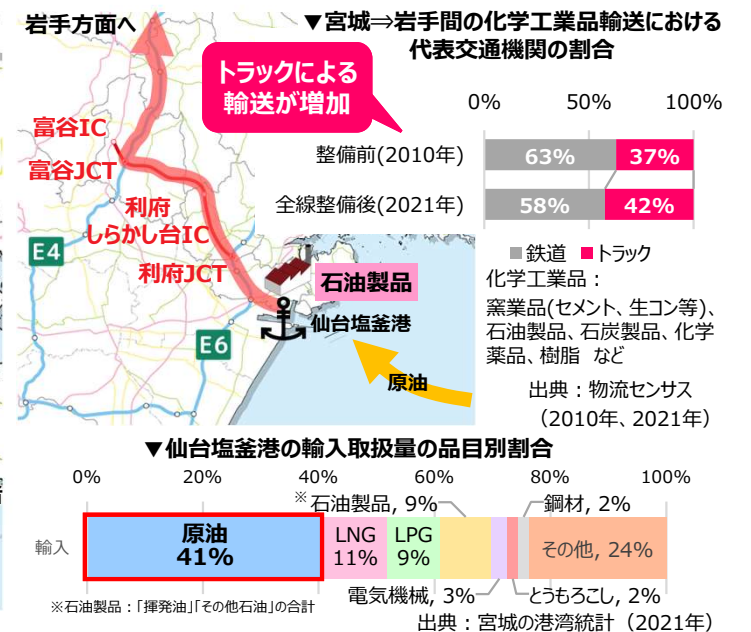 岩手方面へ
▼宮城⇒岩手間の化学工業品輸送における
代表交通機関の割合
トラックによる
輸送が増加
0% 50% 100%
整備前(2010年) 63% 37%
全線整備後(2021年) 58% 42%
■鉄道 ■トラック
化学工業品：
窯業品(セメント、生コン等)、
石油製品、石炭製品、化学
薬品、樹脂 など
出典：物流センサス
（2010年、2021年）
富谷IC
富谷JCT
利府
しらかし台IC
利府JCT
E4
E6
石油製品
仙台塩釜港
原油
▼仙台塩釜港の輸入取扱量の品目別割合
0% 20% 40% 60% 80% 100%
※石油製品, 9%
鋼材, 2%
輸入
原油
41%
LNG
11%
LPG
9%
その他, 24%
電気機械, 3%
とうもろこし, 2%
※石油製品：「揮発油」「その他石油」の合計
出典：宮城の港湾統計（2021年）